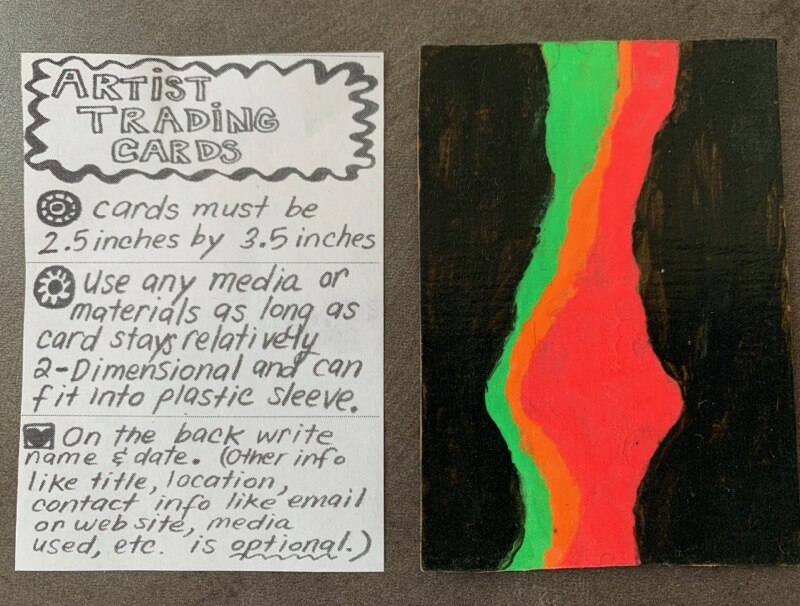 ARTIST
TRADING
CARDS
cards must be
2.5 inches by 3.5 inches
Use any media or
materials as long as
card stays relatively
2-Dimensional and can
fit into plastic sleeve.
On the back write
name & date. (Other info
like title, location,
contact info like email
or web site, media
used, etc. is optional.)